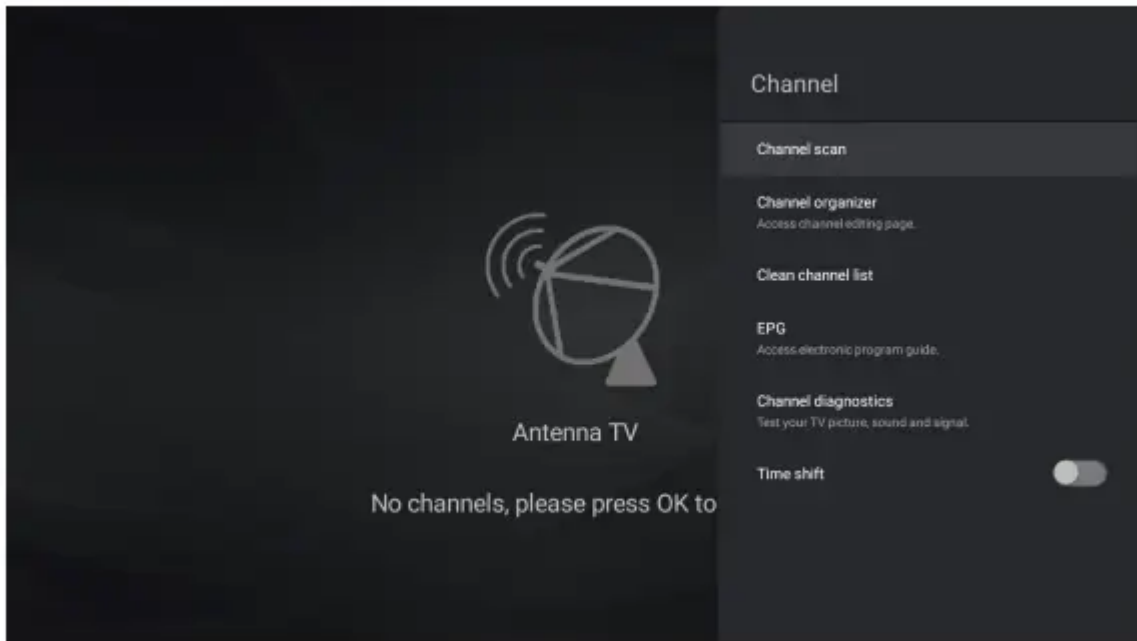 Channel
Channel scan
Channel organizer
Access channel editing page.
Clean channel list
EPG
Access electronic program guide.
Channel diagnostics
Test your TV picture, sound and signal.
Time shift
Antenna TV
No channels, please press OK to